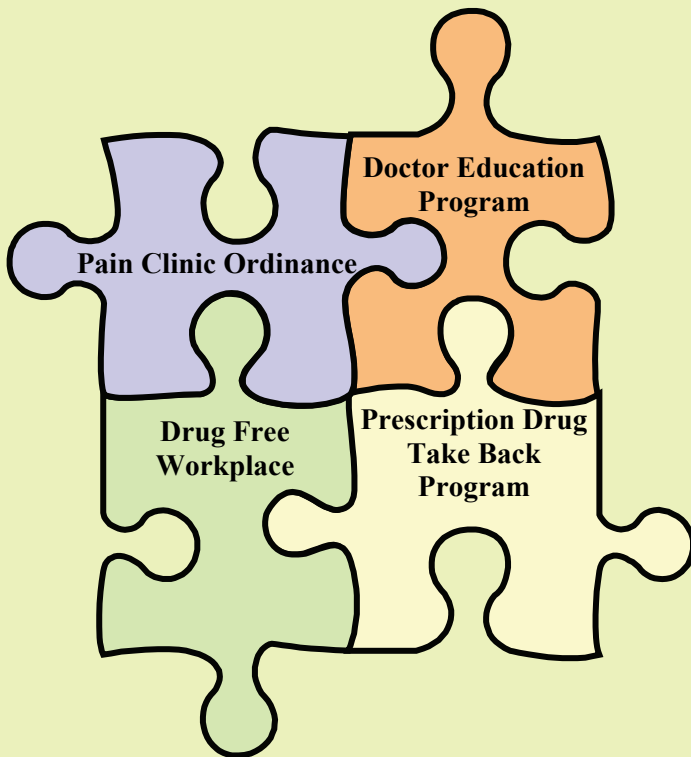 Doctor Education
Program
Pain Clinic Ordinance
Drug Free
Workplace
Prescription Drug
Take Back
Program